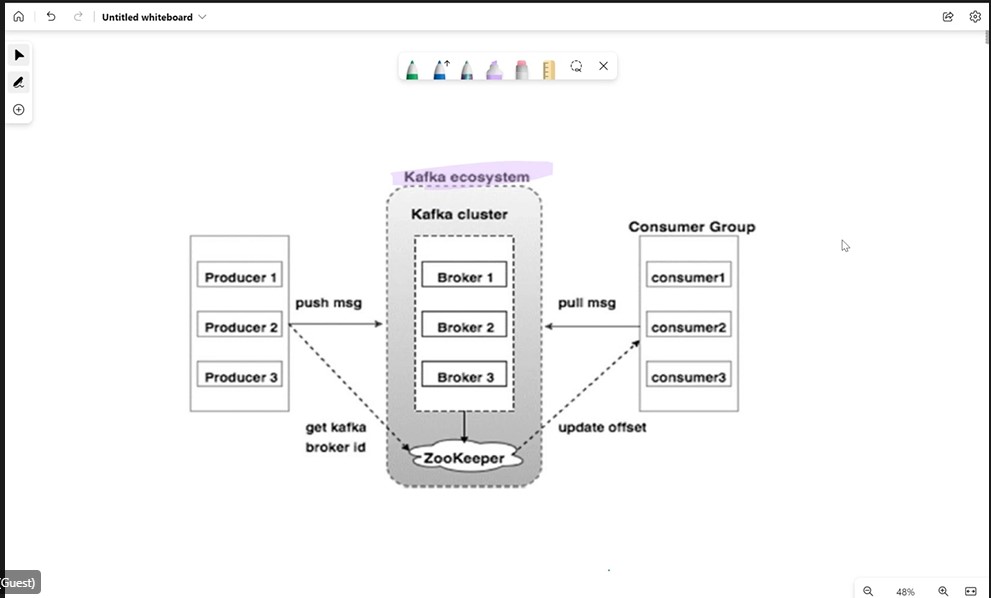 Untitled whiteboard
Kafka ecosystem
Kafka cluster
Consumer Group
Producer 1
Broker 1
consumer1
push msg
pull msg
Producer 2
Broker 2
consumer2
Producer 3
Broker 3
consumer3
get kafka
broker id
update offset
ZooKeeper
(Guest)
48%